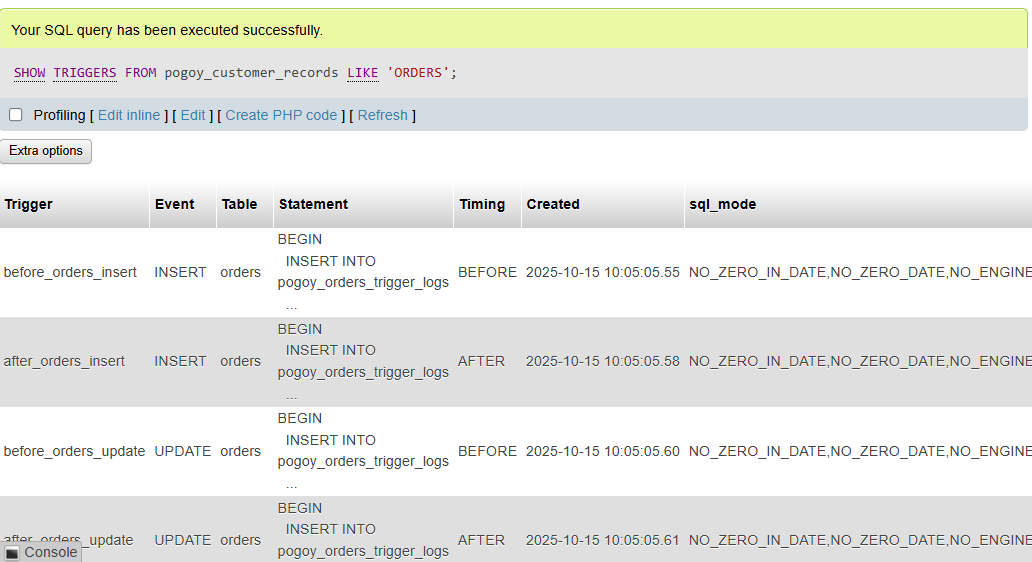 Your SQL query has been executed successfully.
SHOW TRIGGERS FROM pogoy_customer_records LIKE 'ORDERS';
Profiling [ Edit inline ] [ Edit ] [ Create PHP code ] [ Refresh ]
Extra options
Trigger Event Table Statement Timing Created sql_mode
BEGIN
INSERT INTO
before_orders_insert INSERT orders pogoy_orders_trigger_logs BEFORE 2025-10-15 10:05:05.55 NO_ZERO_IN_DATE,NO_ZERO_DATE,NO_ENGINE
...
BEGIN
INSERT INTO
after_orders_insert INSERT orders pogoy_orders_trigger_logs AFTER 2025-10-15 10:05:05.58 NO_ZERO_IN_DATE,NO_ZERO_DATE,NO_ENGINE
...
BEGIN
INSERT INTO
before_orders_update UPDATE orders pogoy_orders_trigger_logs BEFORE 2025-10-15 10:05:05.60 NO_ZERO_IN_DATE,NO_ZERO_DATE,NO_ENGINE
...
BEGIN
INSERT INTO
after_orders_update UPDATE orders pogoy_orders_trigger_logs AFTER 2025-10-15 10:05:05.61 NO_ZERO_IN_DATE,NO_ZERO_DATE,NO_ENGINE
Console